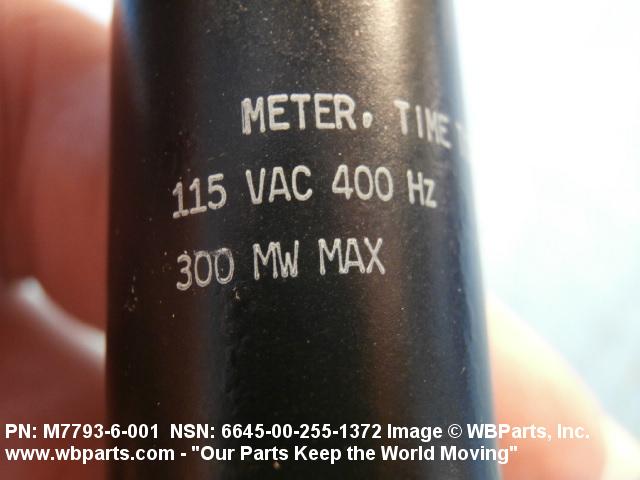 METER, TIME
115 VAC 400 Hz
300 MW MAX
PN: M7793-6-001 NSN: 6645-00-255-1372 Image © WBParts, Inc.
www.wbparts.com - "Our Parts Keep the World Moving"